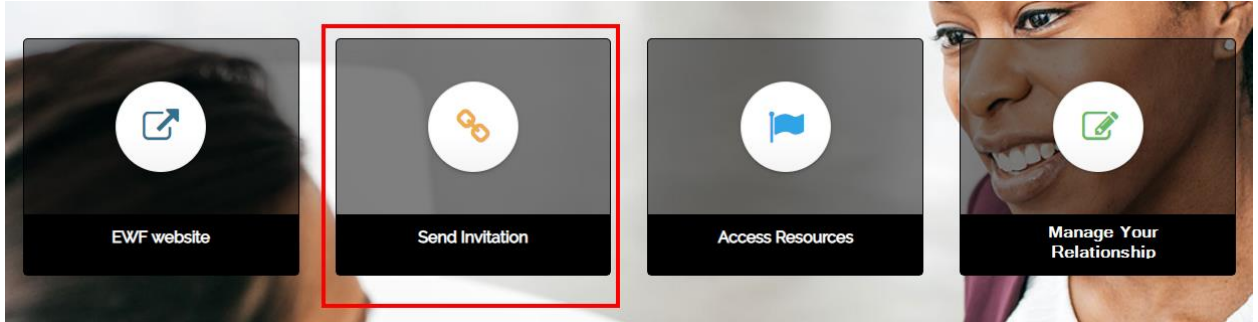 EWF website
Send Invitation
Access Resources
Manage Your
Relationship